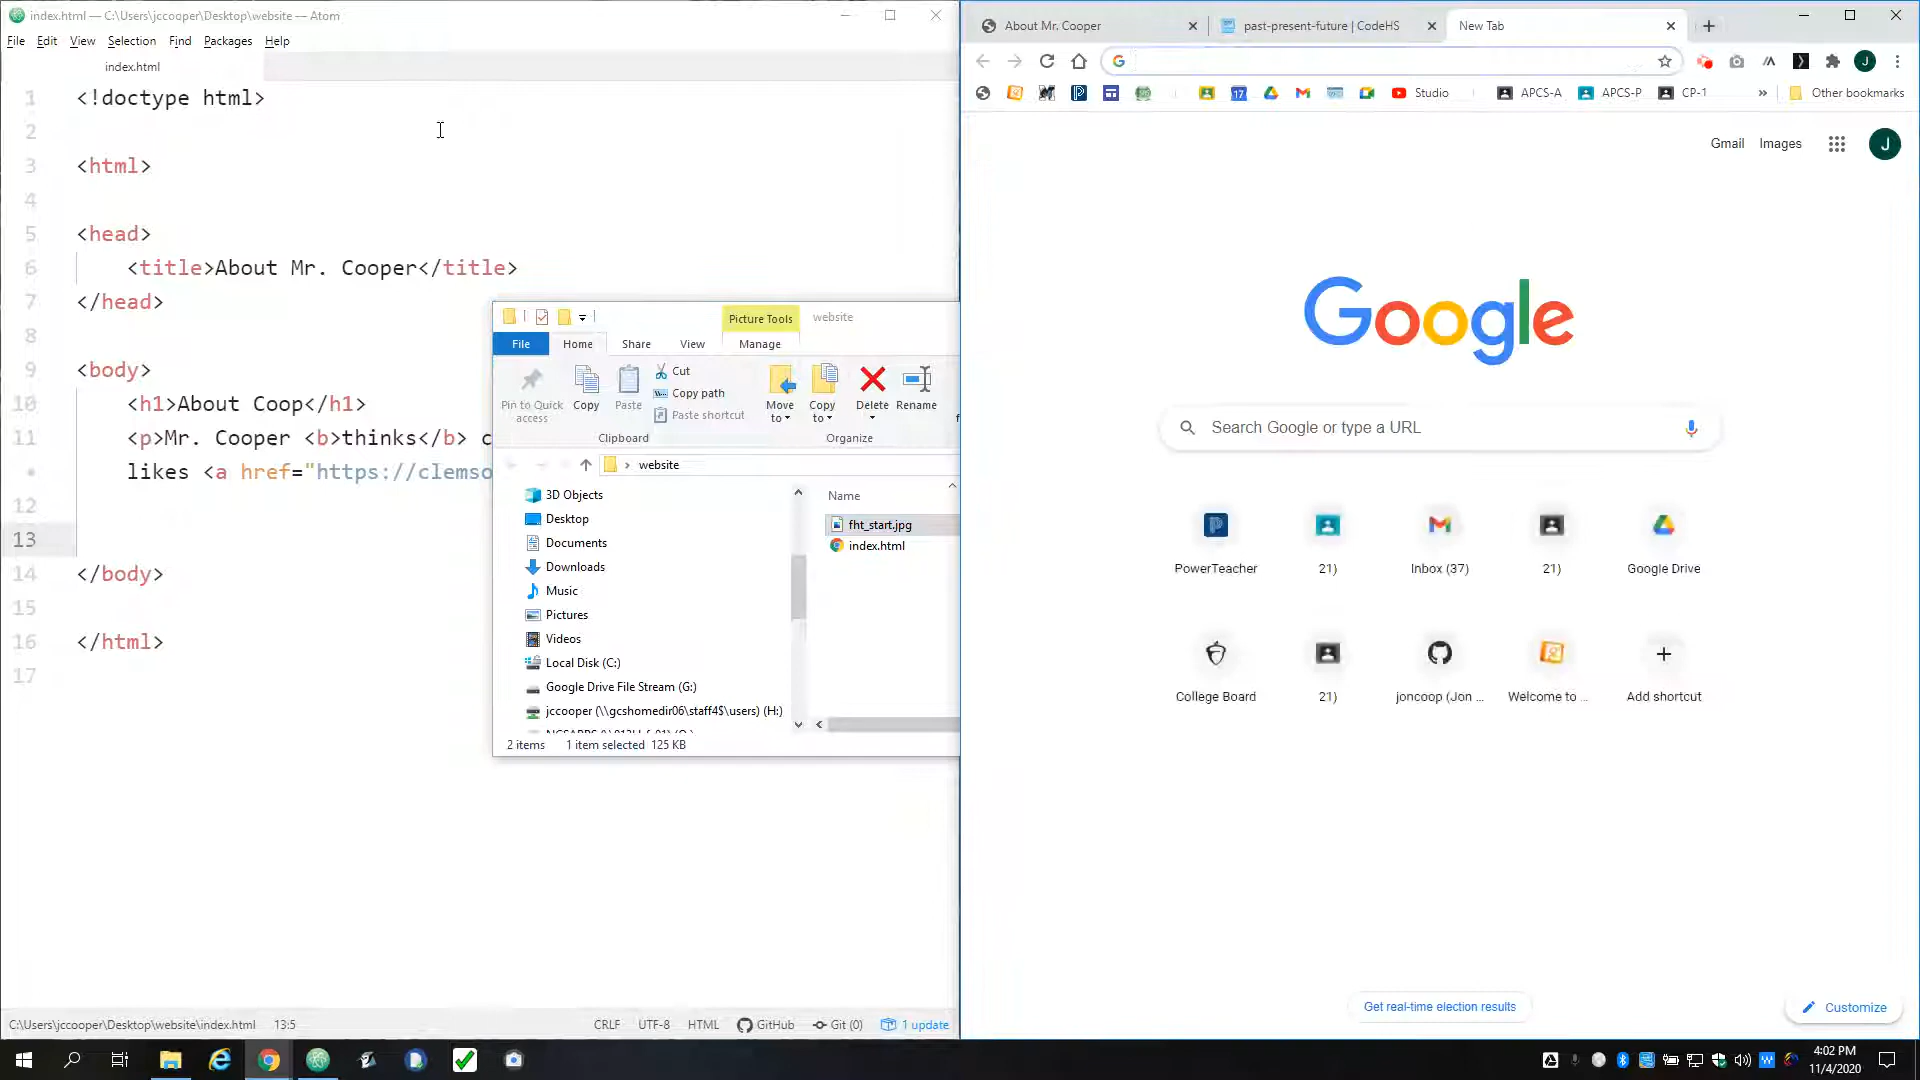 index.html — C:\Users\jccooper\Desktop\website — Atom
File Edit View Selection Find Packages Help
index.html
1 <!doctype html>
2
3 <html>
4
5 <head>
6 <title>About Mr. Cooper</title>
7 </head>
8
9 <body>
10 <h1>About Coop</h1>
11 <p>Mr. Cooper <b>thinks</b> c
likes <a href="https://clemso
12
13
14 </body>
15
16 </html>
17
Picture Tools website
File Home Share View Manage
Pin to Quick access
Copy
Paste
Cut
Copy path
Paste shortcut
Move to
Copy to
Delete
Rename
Clipboard Organize
website
3D Objects
Desktop
Documents
Downloads
Music
Pictures
Videos
Local Disk (C:)
Google Drive File Stream (G:)
jccooper (\\gcshomedir06\staff4$\users) (H:)
Name
fht_start.jpg
index.html
2 items 1 item selected 125 KB
C:\Users\jccooper\Desktop\website\index.html 13:5 CRLF UTF-8 HTML GitHub Git (0) 1 update
About Mr. Cooper past-present-future | CodeHS New Tab
Studio APCS-A APCS-P CP-1 » Other bookmarks
Gmail Images J
Google
Search Google or type a URL
PowerTeacher 21) Inbox (37) 21) Google Drive
College Board 21) joncoop (Jon ... Welcome to ... Add shortcut
Get real-time election results
Customize
4:02 PM
11/4/2020